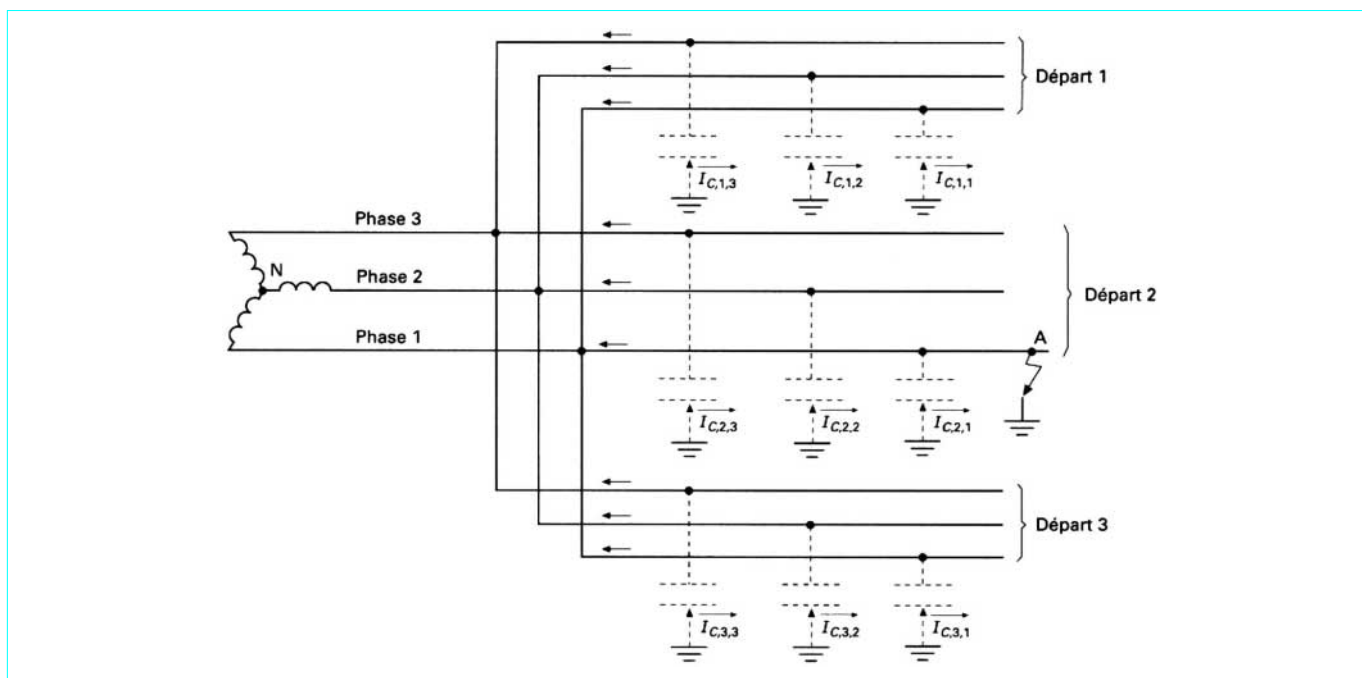 Départ 1
I_{C,1,3} I_{C,1,2} I_{C,1,1}
Phase 3
N
Phase 2
Départ 2
Phase 1
A
I_{C,2,3} I_{C,2,2} I_{C,2,1}
Départ 3
I_{C,3,3} I_{C,3,2} I_{C,3,1}